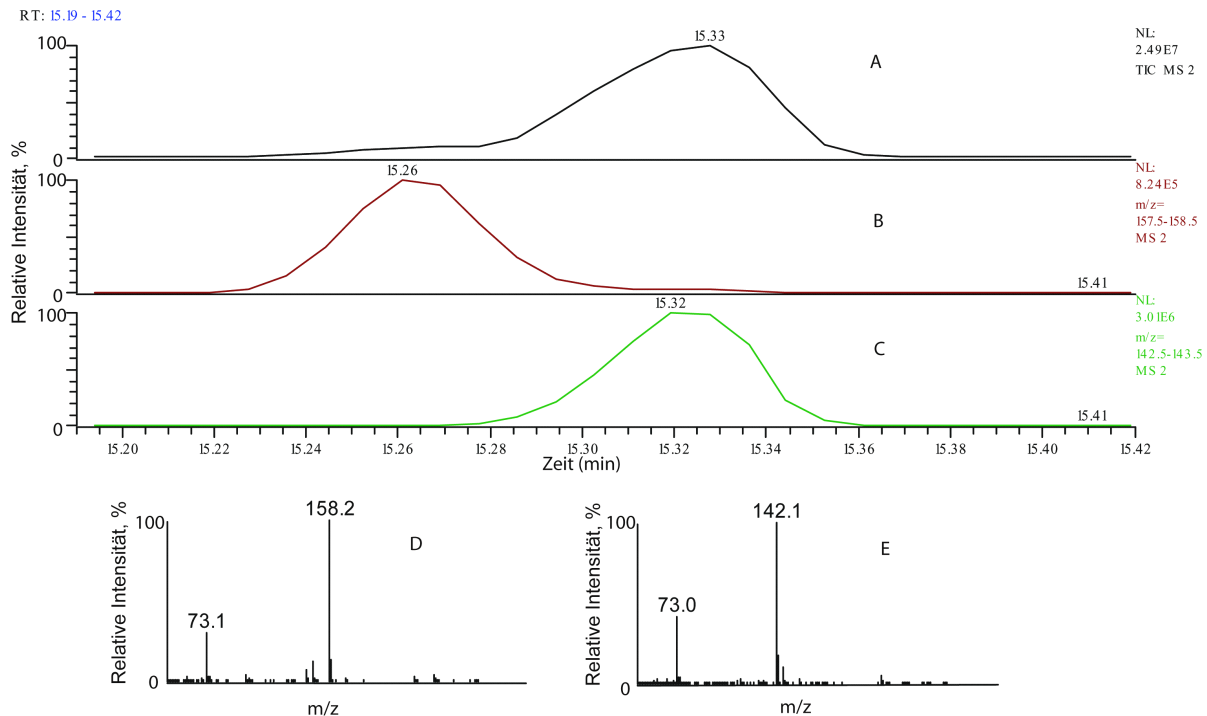 RT: 15.19 - 15.42
Relative Intensität, %
100
0
15.33
A
NL:
2.49E7
TIC MS 2
100
0
15.26
B
15.41
NL:
8.24E5
m/z=
157.5-158.5
MS 2
100
0
15.32
C
15.41
NL:
3.01E6
m/z=
142.5-143.5
MS 2
15.20 15.22 15.24 15.26 15.28 15.30 15.32 15.34 15.36 15.38 15.40 15.42
Zeit (min)
Relative Intensität, %
100
0
158.2
73.1
D
m/z
Relative Intensität, %
100
0
142.1
73.0
E
m/z